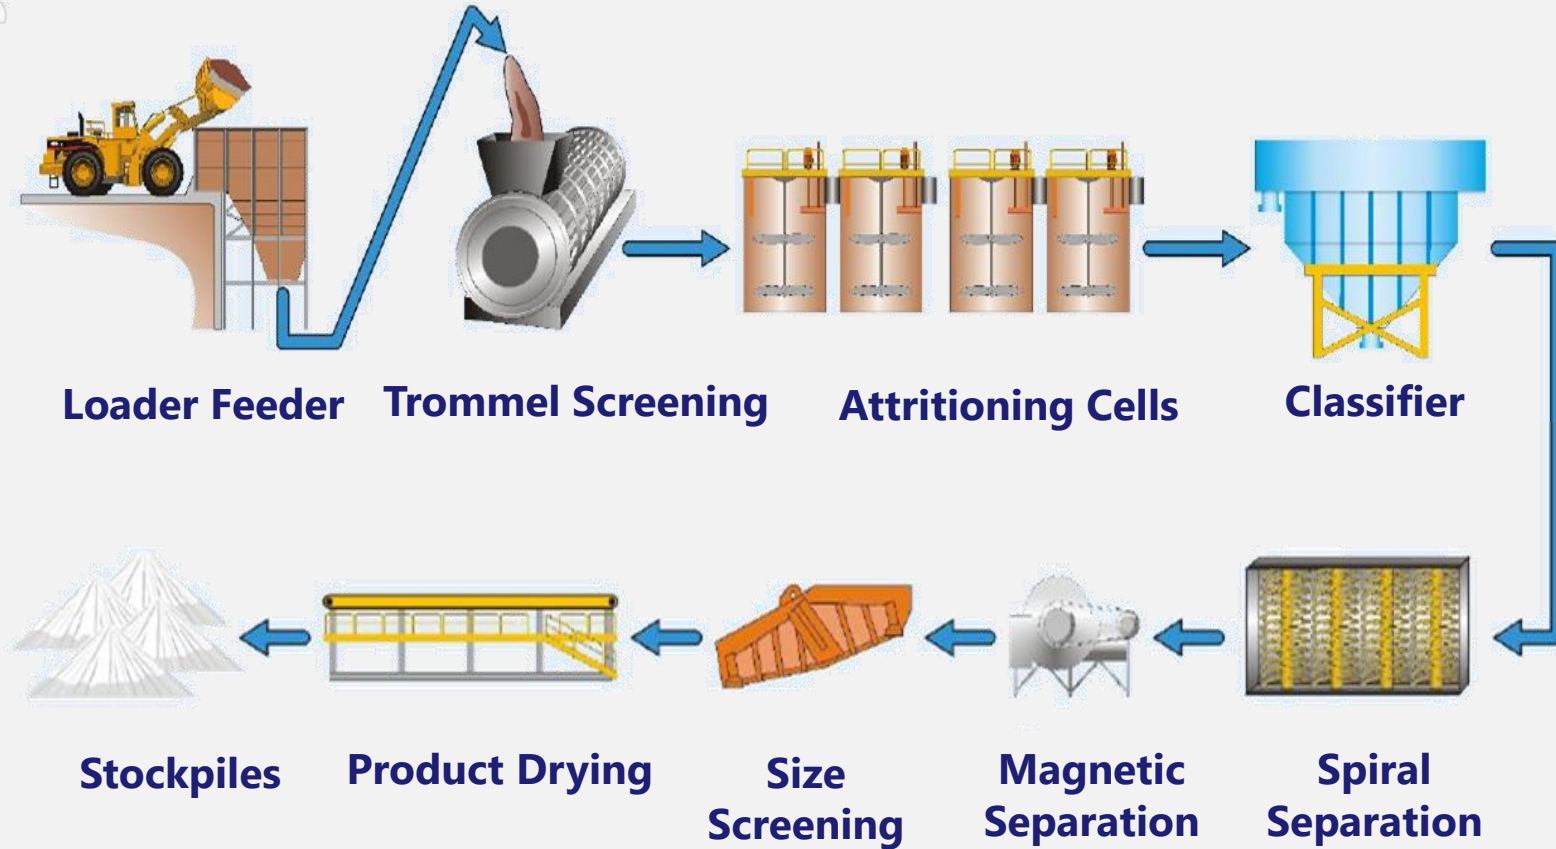 Loader Feeder
Trommel Screening
Attritioning Cells
Classifier
Stockpiles
Product Drying
Size
Screening
Magnetic
Separation
Spiral
Separation